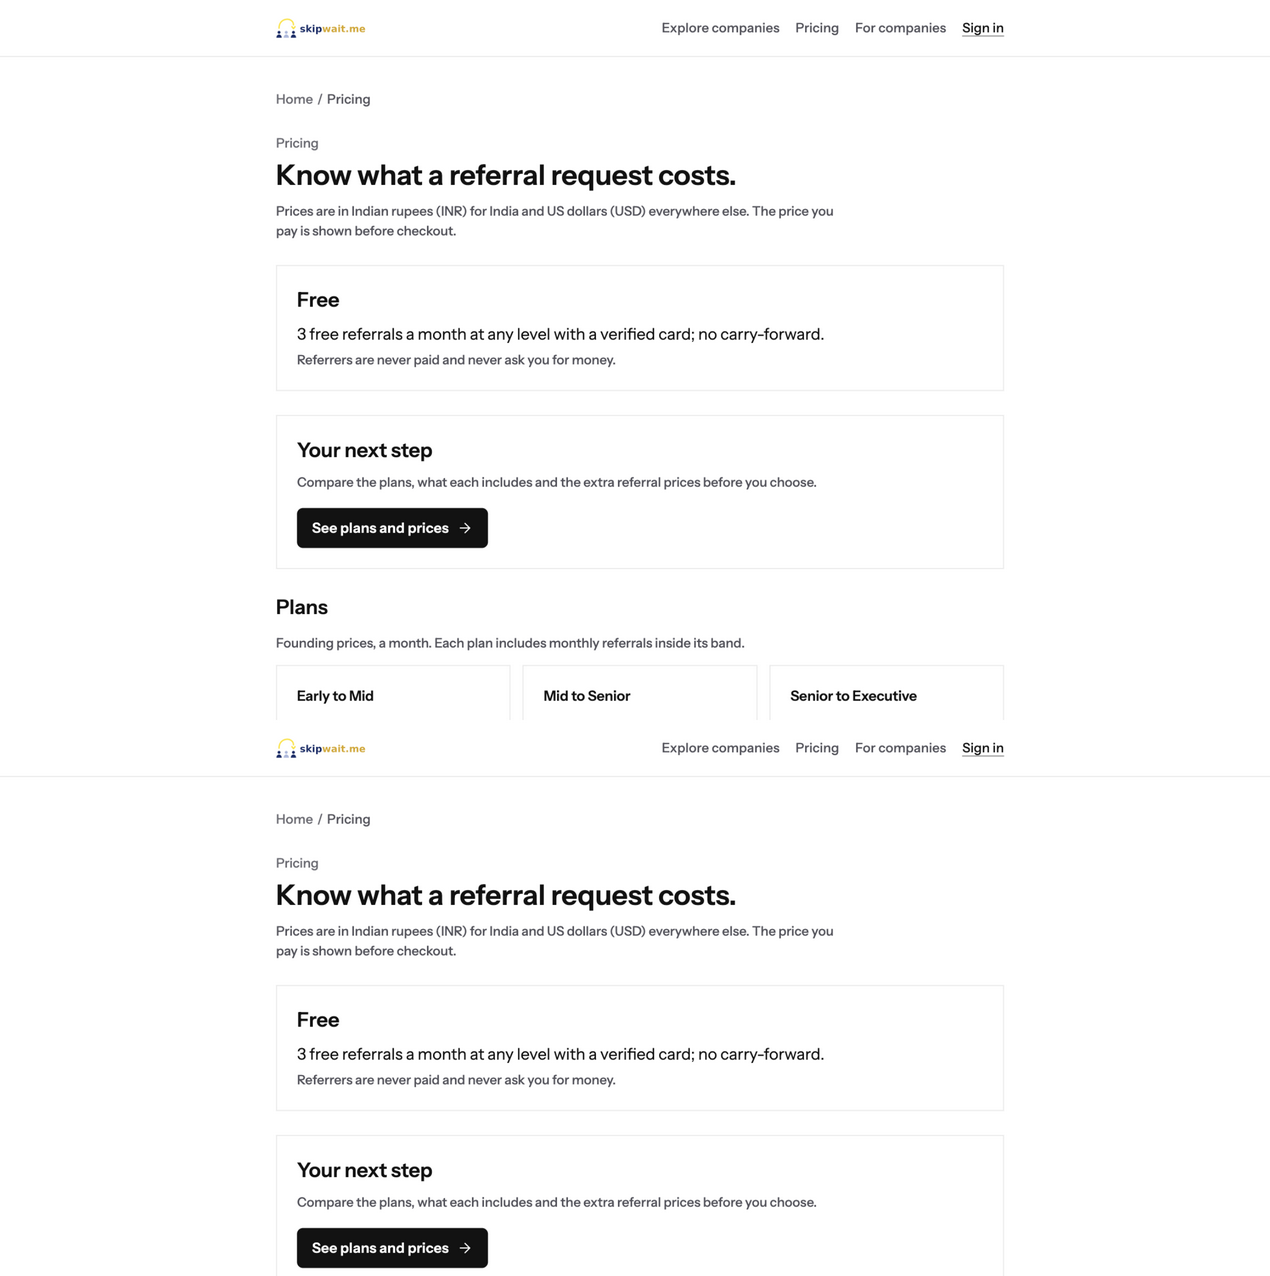 skipwait.me Explore companies Pricing For companies Sign in
Home / Pricing
Pricing
Know what a referral request costs.
Prices are in Indian rupees (INR) for India and US dollars (USD) everywhere else. The price you
pay is shown before checkout.
Free
3 free referrals a month at any level with a verified card; no carry-forward.
Referrers are never paid and never ask you for money.
Your next step
Compare the plans, what each includes and the extra referral prices before you choose.
See plans and prices →
Plans
Founding prices, a month. Each plan includes monthly referrals inside its band.
Early to Mid Mid to Senior Senior to Executive
skipwait.me Explore companies Pricing For companies Sign in
Home / Pricing
Pricing
Know what a referral request costs.
Prices are in Indian rupees (INR) for India and US dollars (USD) everywhere else. The price you
pay is shown before checkout.
Free
3 free referrals a month at any level with a verified card; no carry-forward.
Referrers are never paid and never ask you for money.
Your next step
Compare the plans, what each includes and the extra referral prices before you choose.
See plans and prices →